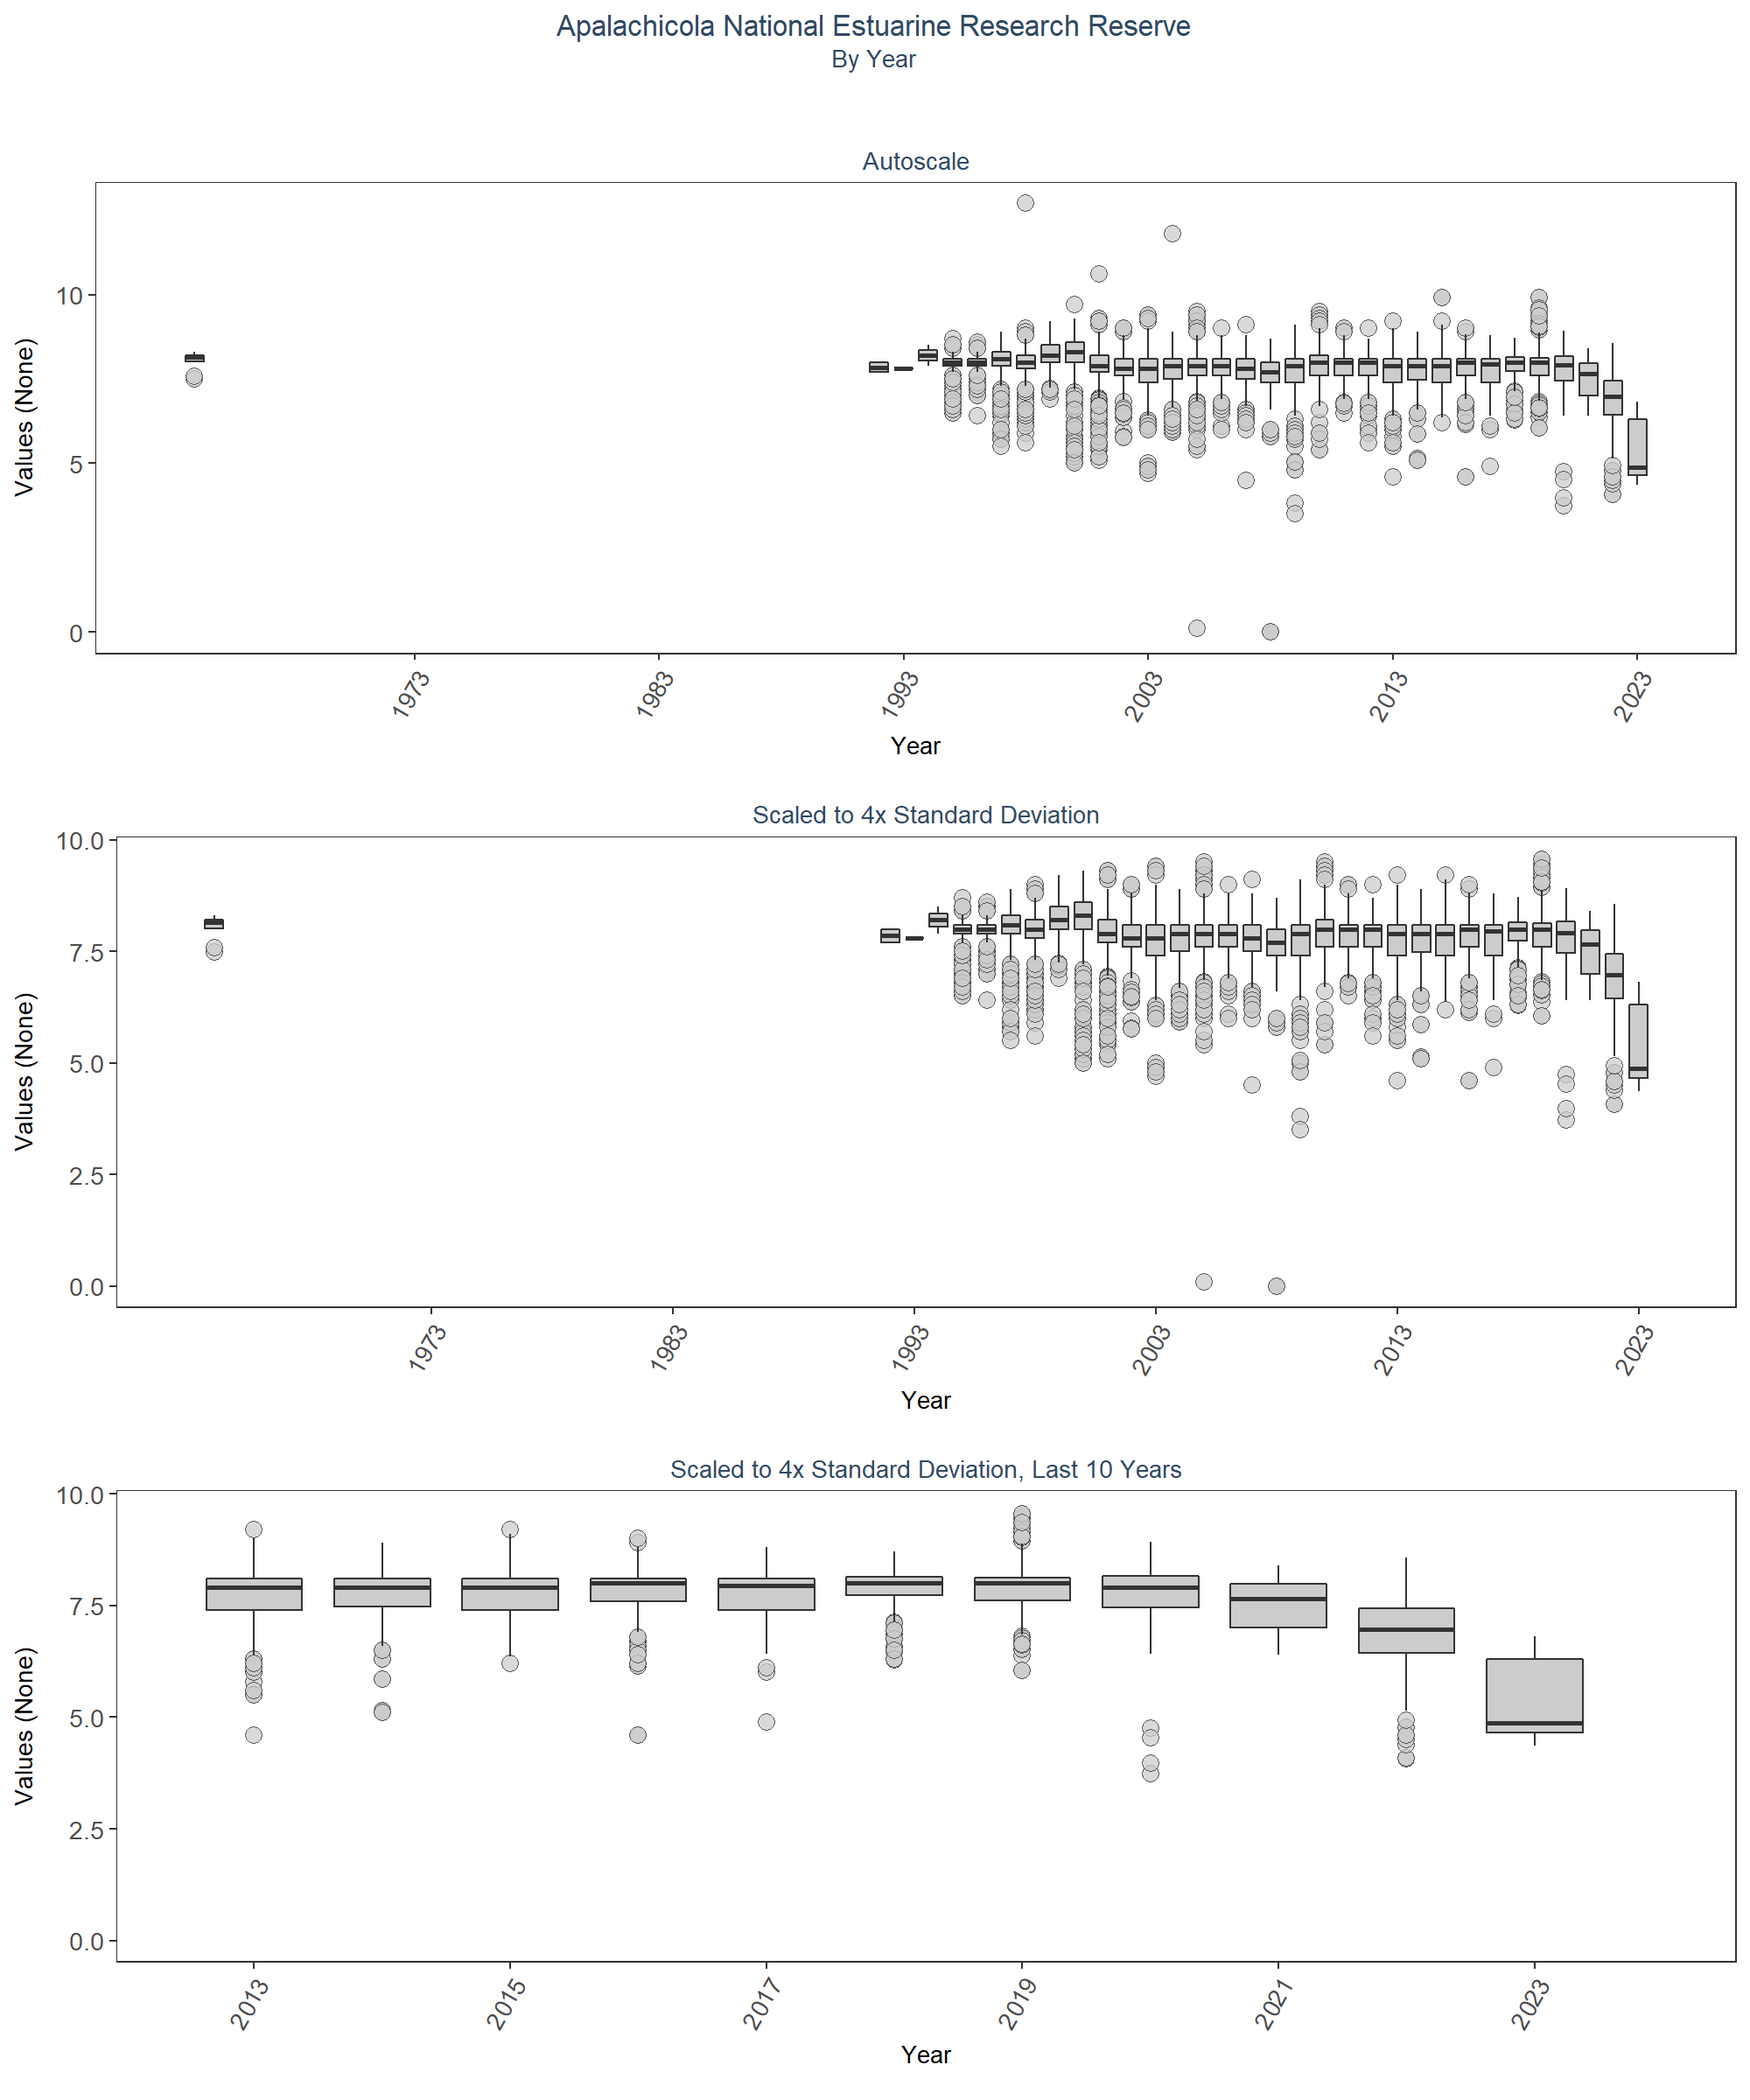 Apalachicola National Estuarine Research Reserve
By Year
Autoscale
Values (None)
10
5
0
1973
1983
1993
2003
2013
2023
Year
Scaled to 4x Standard Deviation
Values (None)
10.0
7.5
5.0
2.5
0.0
1973
1983
1993
2003
2013
2023
Year
Scaled to 4x Standard Deviation, Last 10 Years
Values (None)
10.0
7.5
5.0
2.5
0.0
2013
2015
2017
2019
2021
2023
Year